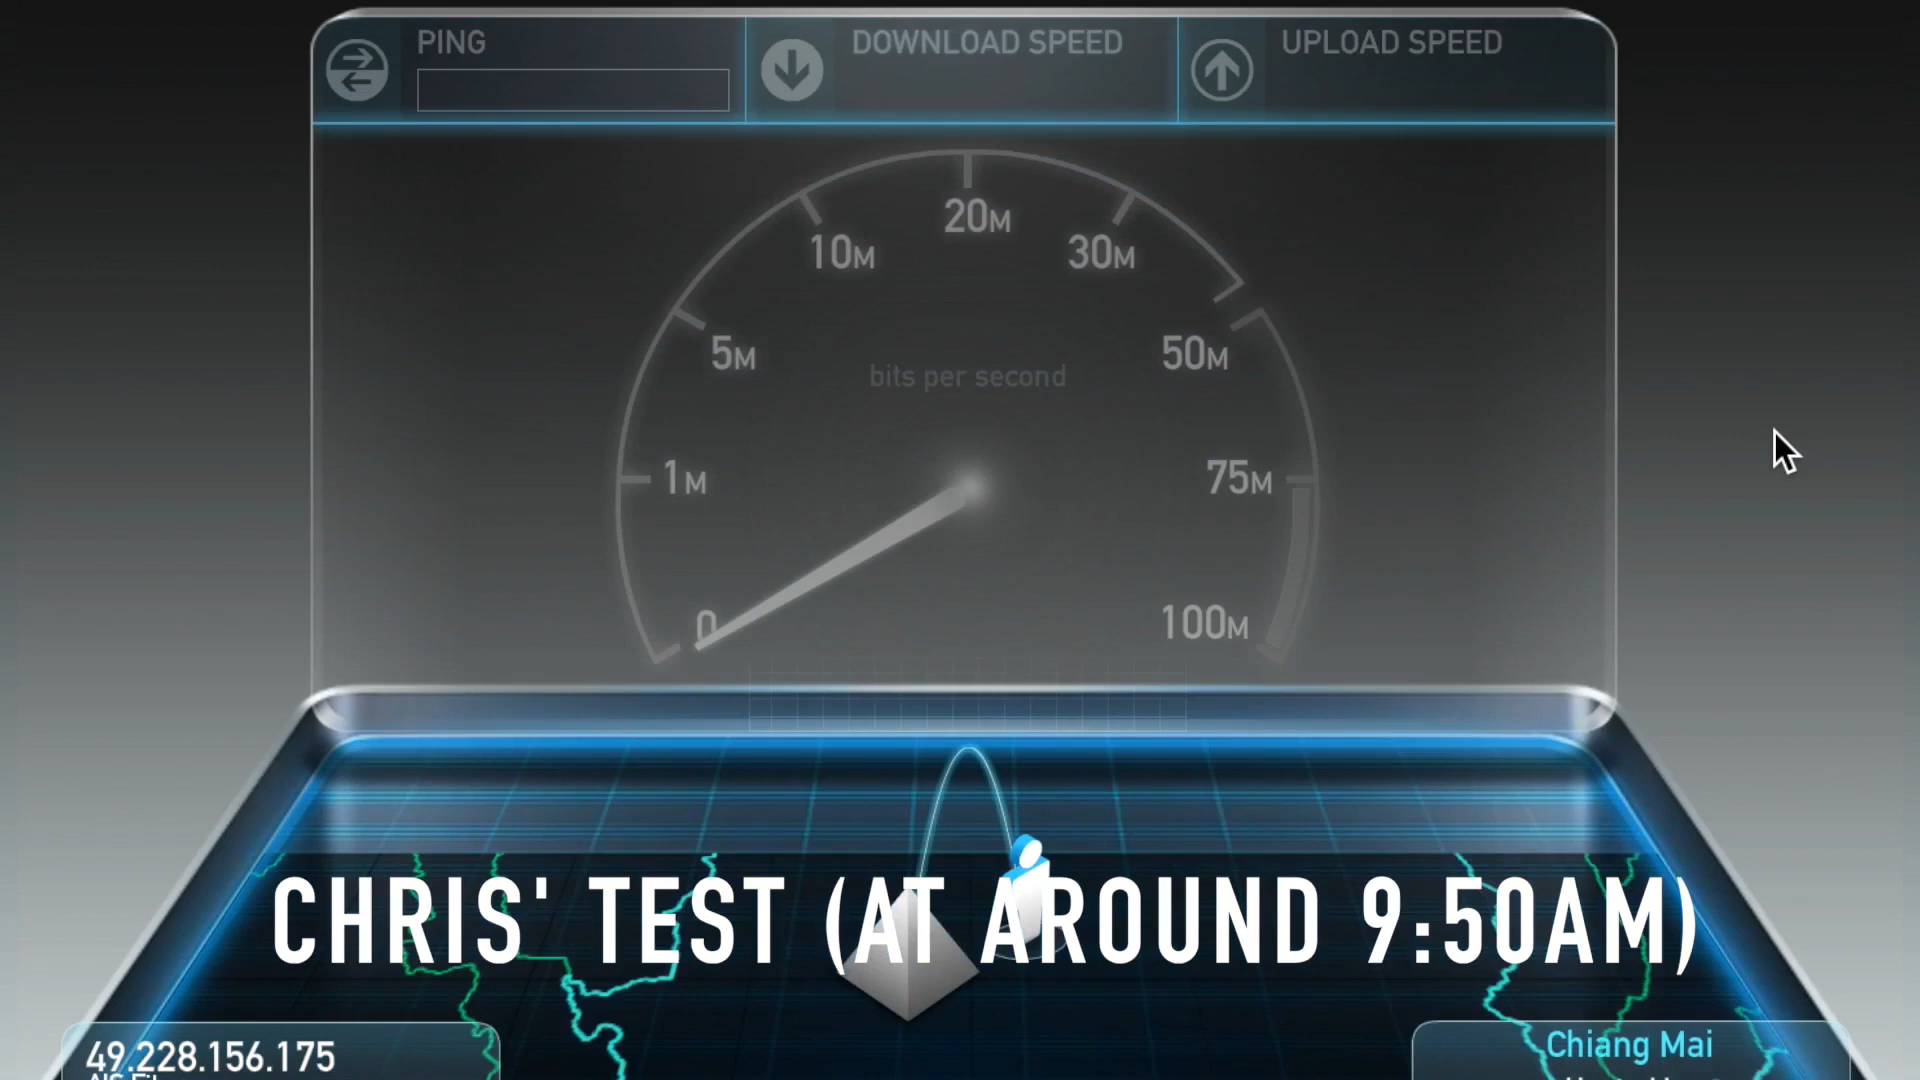 PING
DOWNLOAD SPEED
UPLOAD SPEED
20M
10M
30M
5M
50M
bits per second
1M
75M
0
100M
CHRIS' TEST (AT AROUND 9:50AM)
49.228.156.175
Chiang Mai